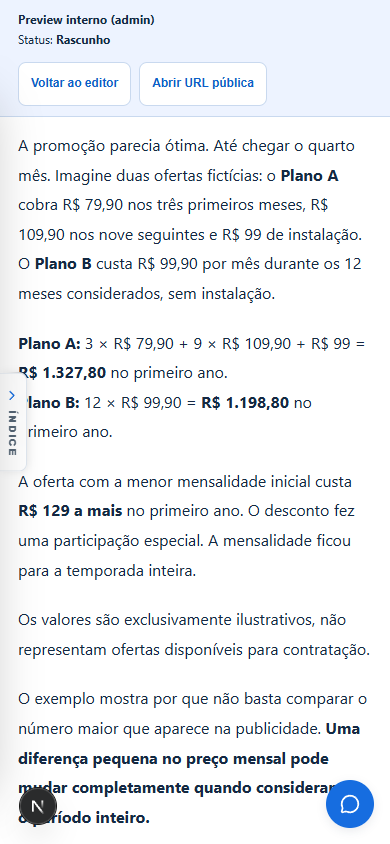 Preview interno (admin)
Status: Rascunho
Voltar ao editor
Abrir URL pública
A promoção parecia ótima. Até chegar o quarto
mês. Imagine duas ofertas fictícias: o Plano A
cobra R$ 79,90 nos três primeiros meses, R$
109,90 nos nove seguintes e R$ 99 de instalação.
O Plano B custa R$ 99,90 por mês durante os 12
meses considerados, sem instalação.
Plano A: 3 × R$ 79,90 + 9 × R$ 109,90 + R$ 99 =
R$ 1.327,80 no primeiro ano.
Plano B: 12 × R$ 99,90 = R$ 1.198,80 no
primeiro ano.
ÍNDICE
A oferta com a menor mensalidade inicial custa
R$ 129 a mais no primeiro ano. O desconto fez
uma participação especial. A mensalidade ficou
para a temporada inteira.
Os valores são exclusivamente ilustrativos, não
representam ofertas disponíveis para contratação.
O exemplo mostra por que não basta comparar o
número maior que aparece na publicidade. Uma
diferença pequena no preço mensal pode
mudar completamente quando consideramos
o período inteiro.
N